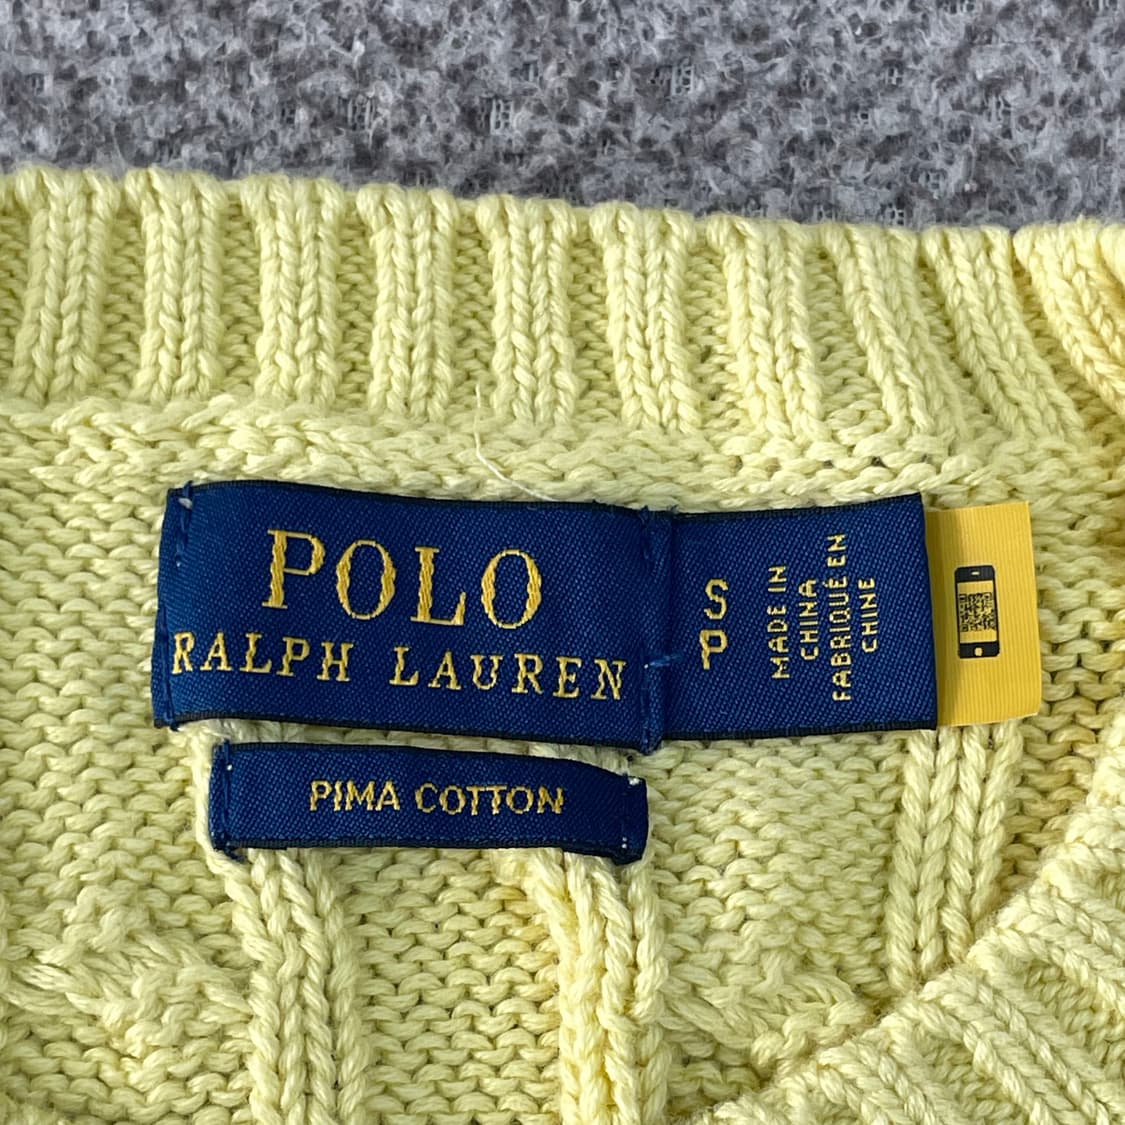 POLO
RALPH LAUREN
S
P
MADE IN
CHINA
FABRIQUÉ EN
CHINE
PIMA COTTON